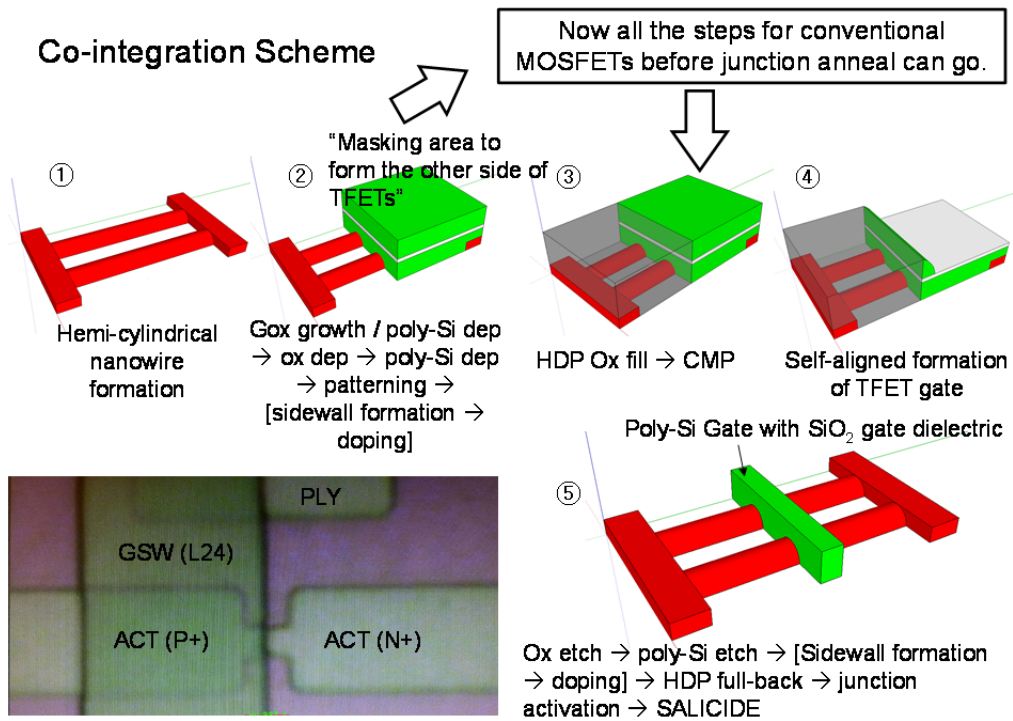 Co-integration Scheme
Now all the steps for conventional
MOSFETs before junction anneal can go.
"Masking area to
form the other side of
TFETs"
①
②
③
④
Hemi-cylindrical
nanowire
formation
Gox growth / poly-Si dep
→ ox dep → poly-Si dep
→ patterning →
[sidewall formation →
doping]
HDP Ox fill → CMP
Self-aligned formation
of TFET gate
Poly-Si Gate with SiO₂ gate dielectric
⑤
PLY
GSW (L24)
ACT (P+)
ACT (N+)
Ox etch → poly-Si etch → [Sidewall formation
→ doping] → HDP full-back → junction
activation → SALICIDE